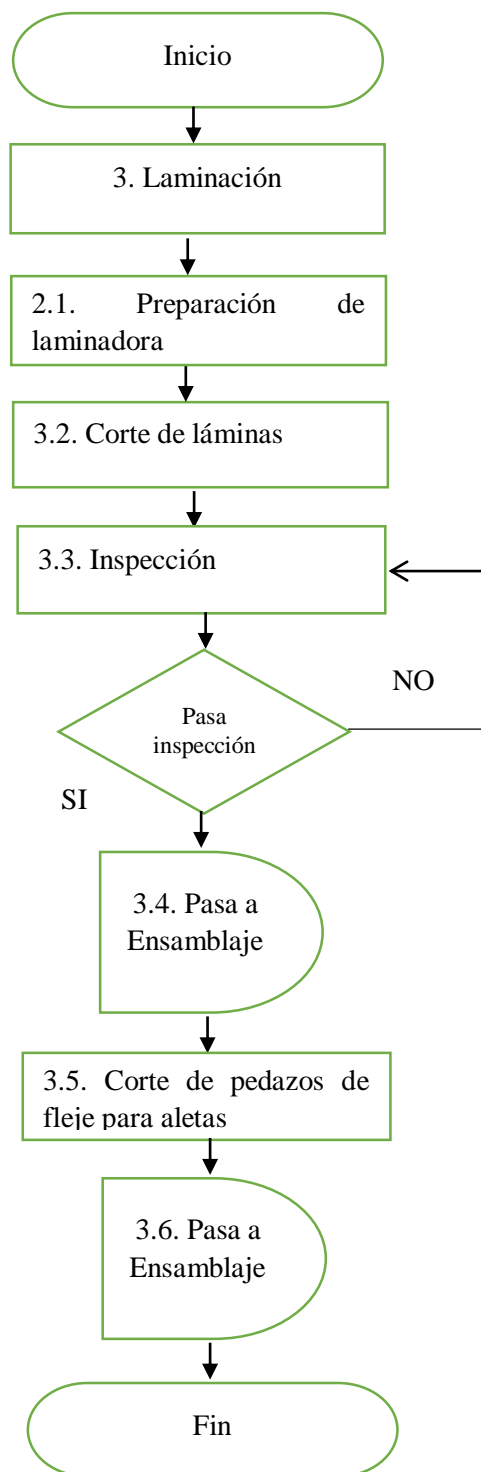 Inicio
3. Laminación
2.1. Preparación de
laminadora
3.2. Corte de láminas
3.3. Inspección
NO
Pasa
inspección
SI
3.4. Pasa a
Ensamblaje
3.5. Corte de pedazos de
fleje para aletas
3.6. Pasa a
Ensamblaje
Fin